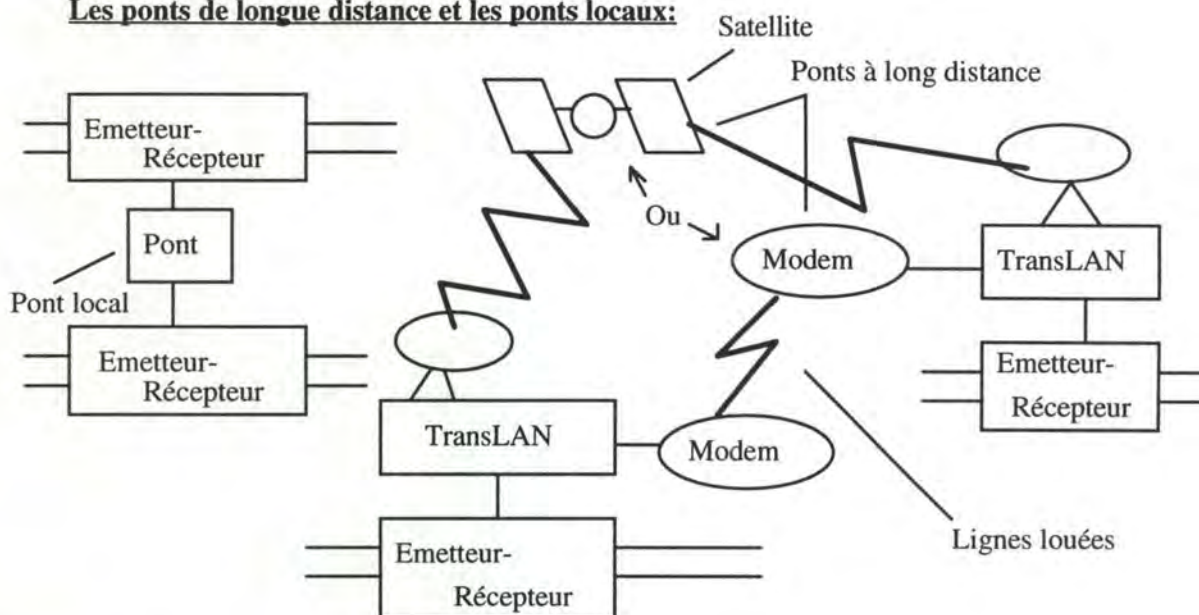 Les ponts de longue distance et les ponts locaux:
Satellite
Ponts à long distance
Emetteur-
Récepteur
Pont
Pont local
Emetteur-
Récepteur
Ou
Modem
TransLAN
Emetteur-
Récepteur
TransLAN
Modem
Lignes louées
Emetteur-
Récepteur